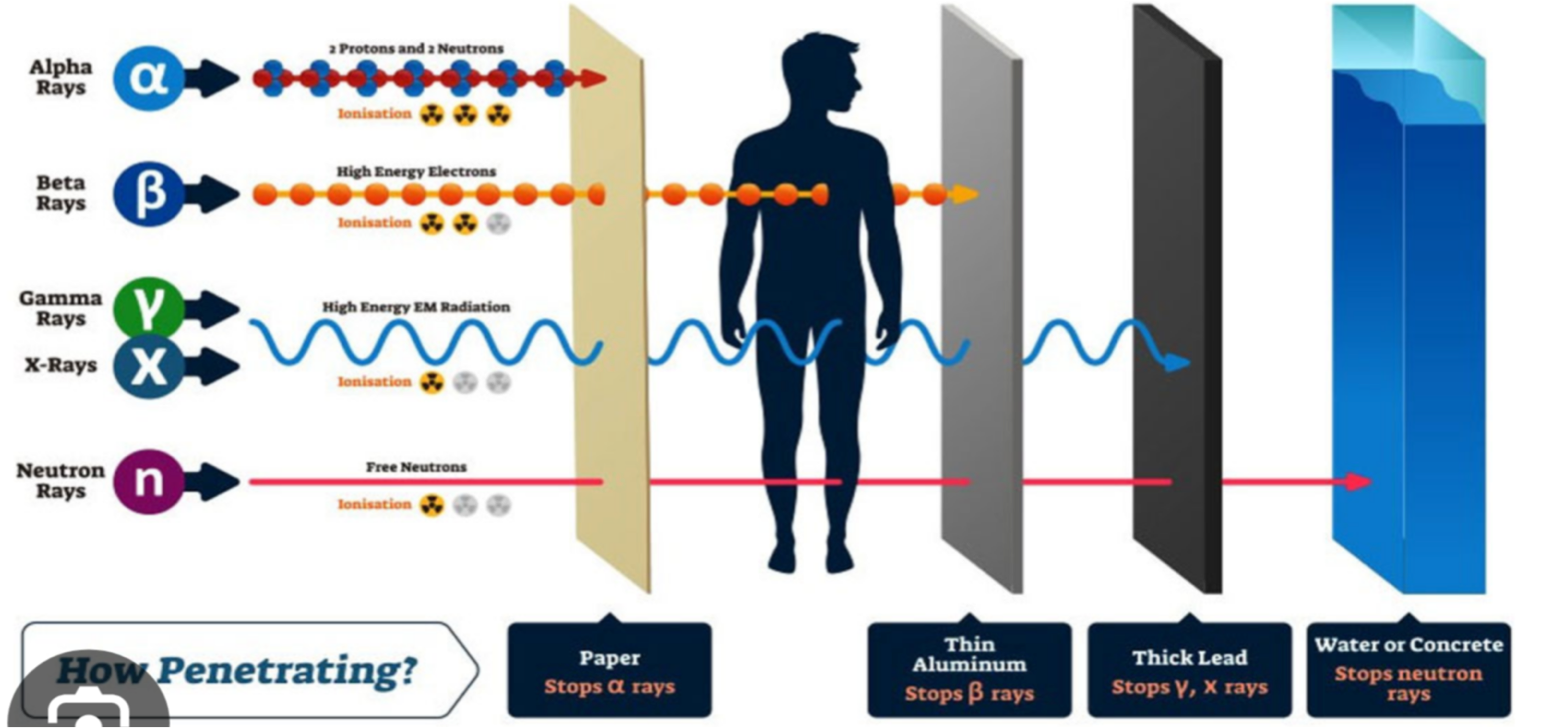 Alpha
Rays
α
2 Protons and 2 Neutrons
Ionisation
Beta
Rays
β
High Energy Electrons
Ionisation
Gamma
Rays
γ
High Energy EM Radiation
X-Rays
X
Ionisation
Neutron
Rays
n
Free Neutrons
Ionisation
How Penetrating?
Paper
Stops α rays
Thin
Aluminum
Stops β rays
Thick Lead
Stops γ, X rays
Water or Concrete
Stops neutron
rays